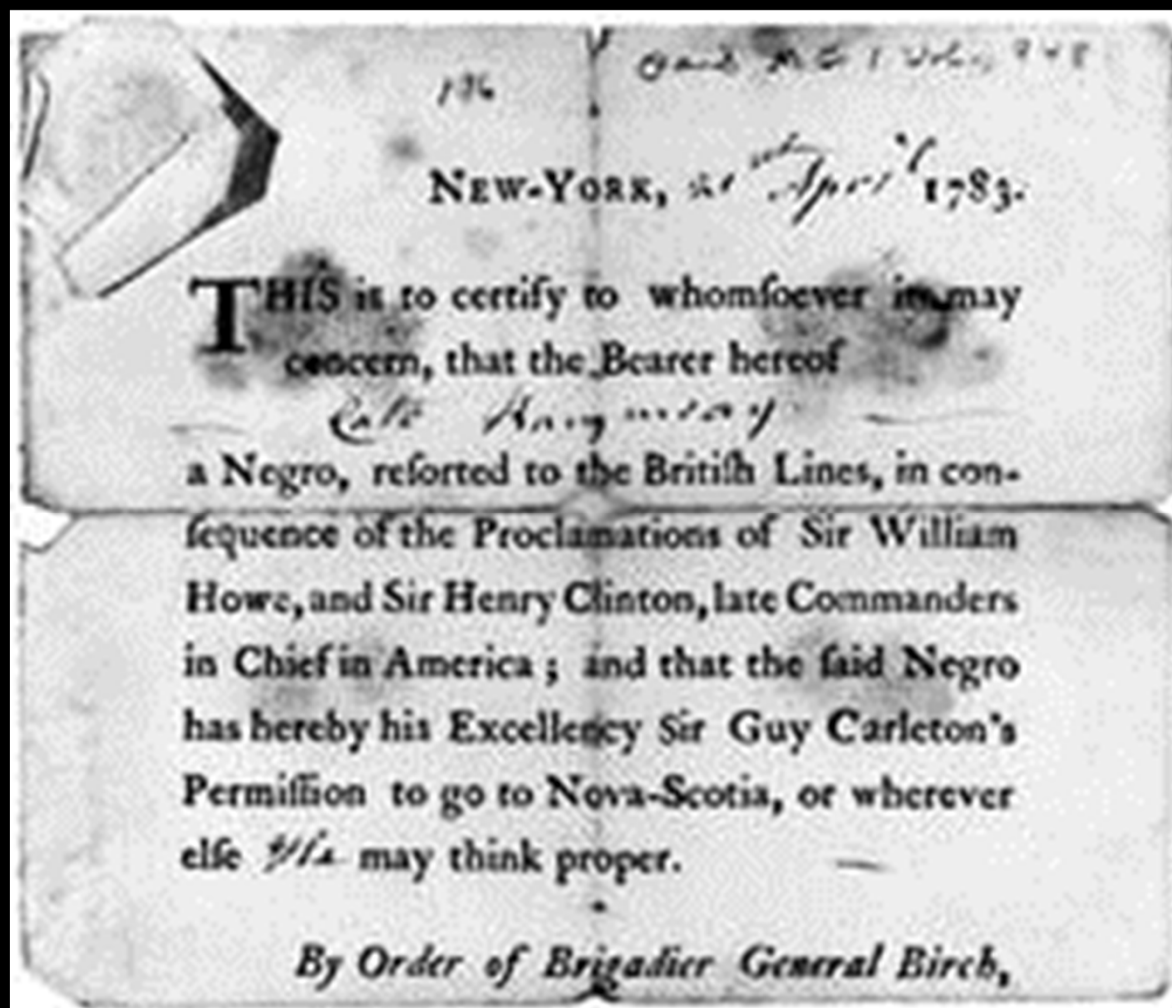 NEW-YORK, 21st April 1783.
THIS is to certify to whomſoever it may
concern, that the Bearer hereof
Cato
a Negro, reſorted to the Britiſh Lines, in con-
ſequence of the Proclamations of Sir William
Howe, and Sir Henry Clinton, late Commanders
in Chief in America; and that the ſaid Negro
has hereby his Excellency Sir Guy Carleton's
Permiſſion to go to Nova-Scotia, or wherever
elſe may think proper.
By Order of Brigadier General Birch,